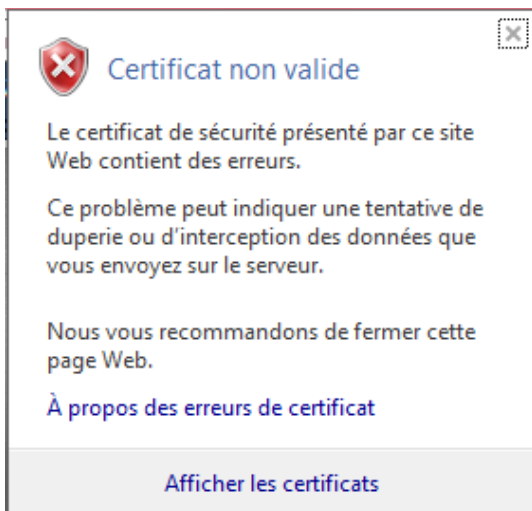 Certificat non valide
Le certificat de sécurité présenté par ce site
Web contient des erreurs.
Ce problème peut indiquer une tentative de
duperie ou d'interception des données que
vous envoyez sur le serveur.
Nous vous recommandons de fermer cette
page Web.
À propos des erreurs de certificat
Afficher les certificats